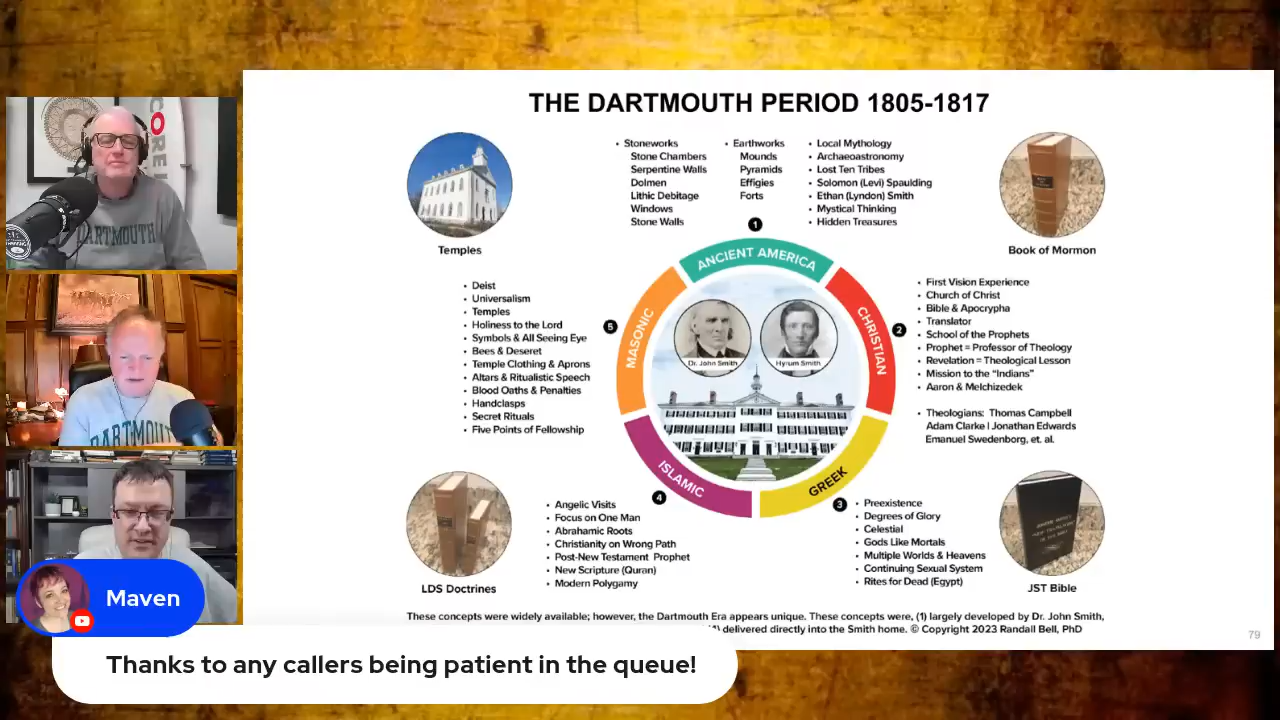 THE DARTMOUTH PERIOD 1805-1817
• Stoneworks
Stone Chambers
Serpentine Walls
Dolmen
Lithic Debitage
Windows
Stone Walls
• Earthworks
Mounds
Pyramids
Effigies
Forts
• Local Mythology
• Archaeoastronomy
• Lost Ten Tribes
• Solomon (Levi) Spaulding
• Ethan (Lyndon) Smith
• Mystical Thinking
• Hidden Treasures
Temples
Book of Mormon
1
ANCIENT AMERICA
• Deist
• Universalism
• Temples
• Holiness to the Lord
• Symbols & All Seeing Eye
• Bees & Deseret
• Temple Clothing & Aprons
• Altars & Ritualistic Speech
• Blood Oaths & Penalties
• Handclasps
• Secret Rituals
• Five Points of Fellowship
5
MASONIC
Dr. John Smith
Hyrum Smith
CHRISTIAN
2
• First Vision Experience
• Church of Christ
• Bible & Apocrypha
• Translator
• School of the Prophets
• Prophet = Professor of Theology
• Revelation = Theological Lesson
• Mission to the "Indians"
• Aaron & Melchizedek
• Theologians: Thomas Campbell
Adam Clarke | Jonathan Edwards
Emanuel Swedenborg, et. al.
ISLAMIC
GREEK
4
3
• Angelic Visits
• Focus on One Man
• Abrahamic Roots
• Christianity on Wrong Path
• Post-New Testament Prophet
• New Scripture (Quran)
• Modern Polygamy
• Preexistence
• Degrees of Glory
• Celestial
• Gods Like Mortals
• Multiple Worlds & Heavens
• Continuing Sexual System
• Rites for Dead (Egypt)
LDS Doctrines
JST Bible
These concepts were widely available; however, the Dartmouth Era appears unique. These concepts were, (1) largely developed by Dr. John Smith,
delivered directly into the Smith home. © Copyright 2023 Randall Bell, PhD
79
DARTMOUTH
DARTMOUT
Maven
Thanks to any callers being patient in the queue!